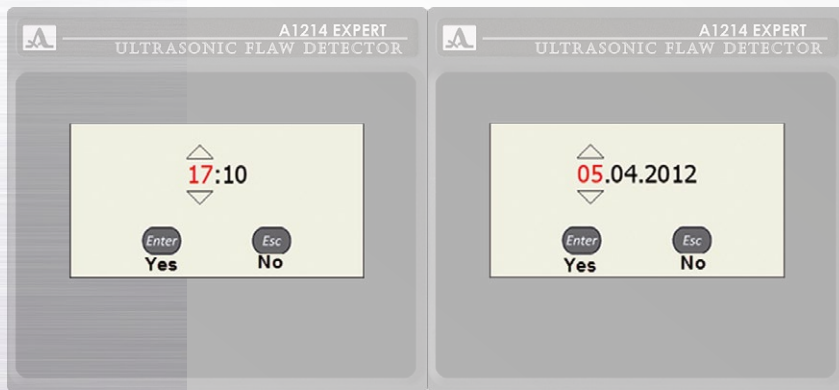 A1214 EXPERT
ULTRASONIC FLAW DETECTOR
17:10
Enter
Esc
Yes
No
A1214 EXPERT
ULTRASONIC FLAW DETECTOR
05.04.2012
Enter
Esc
Yes
No